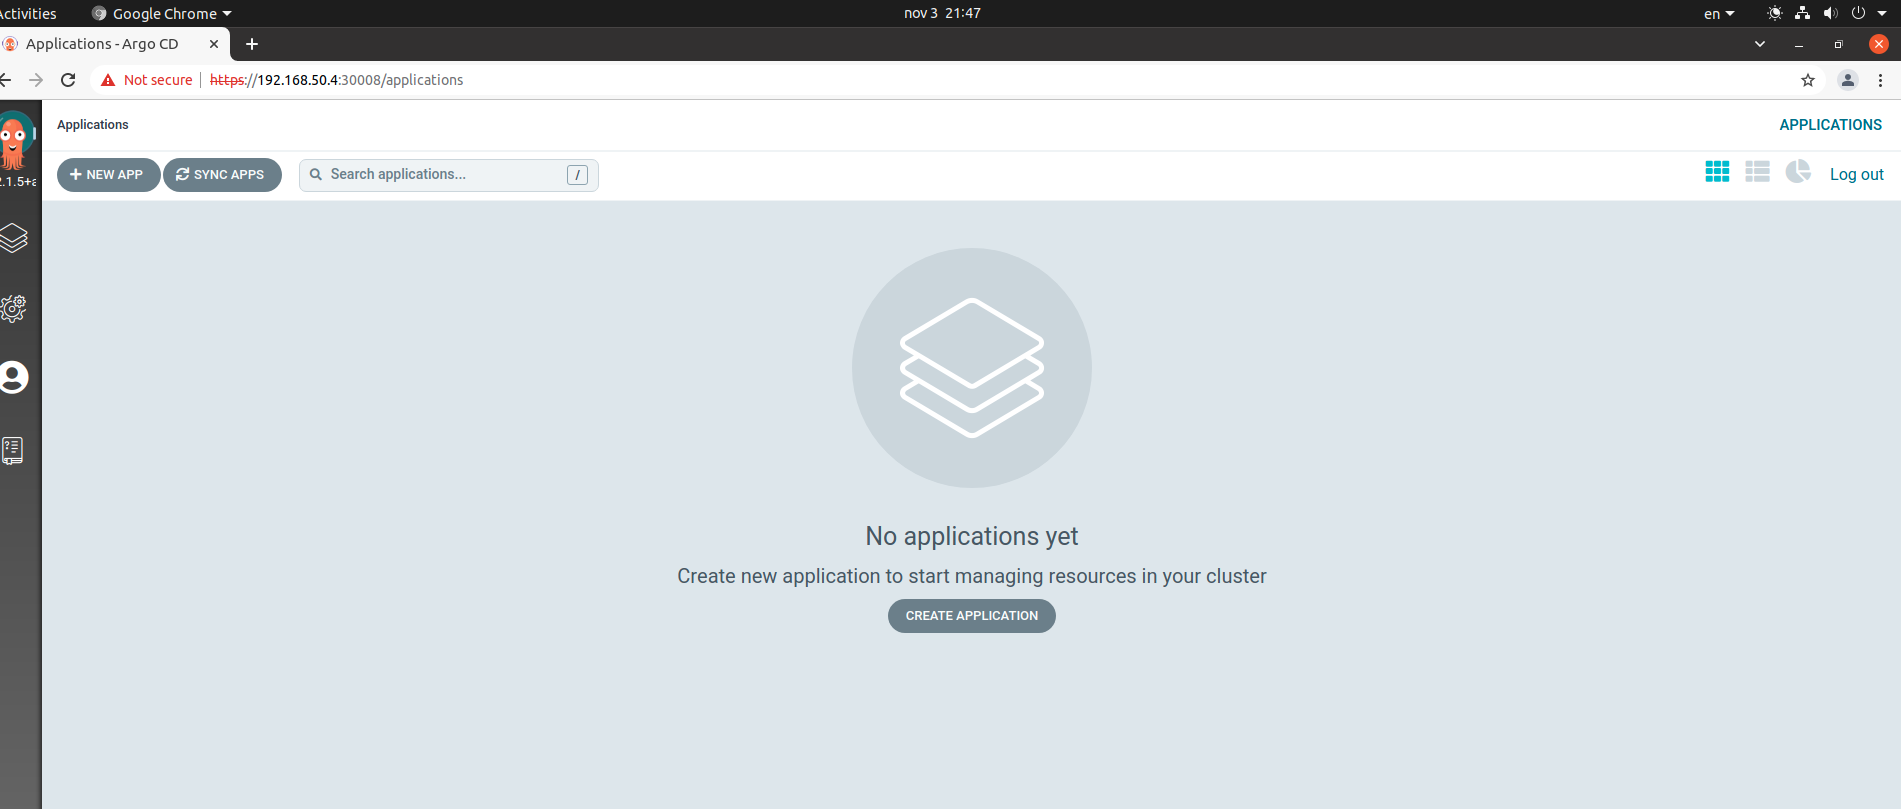 Activities
Google Chrome
nov 3 21:47
en
Applications - Argo CD
Not secure
https://192.168.50.4:30008/applications
Applications
APPLICATIONS
NEW APP
SYNC APPS
Search applications...
/
Log out
2.1.5+a
No applications yet
Create new application to start managing resources in your cluster
CREATE APPLICATION